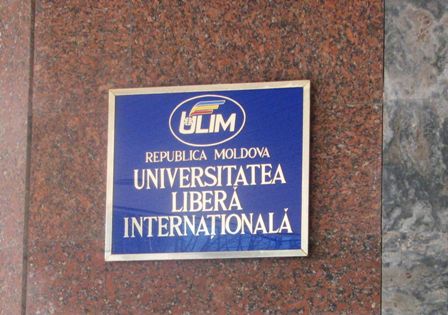 ULIM
REPUBLICA MOLDOVA
UNIVERSITATEA
LIBERĂ
INTERNAȚIONALĂ